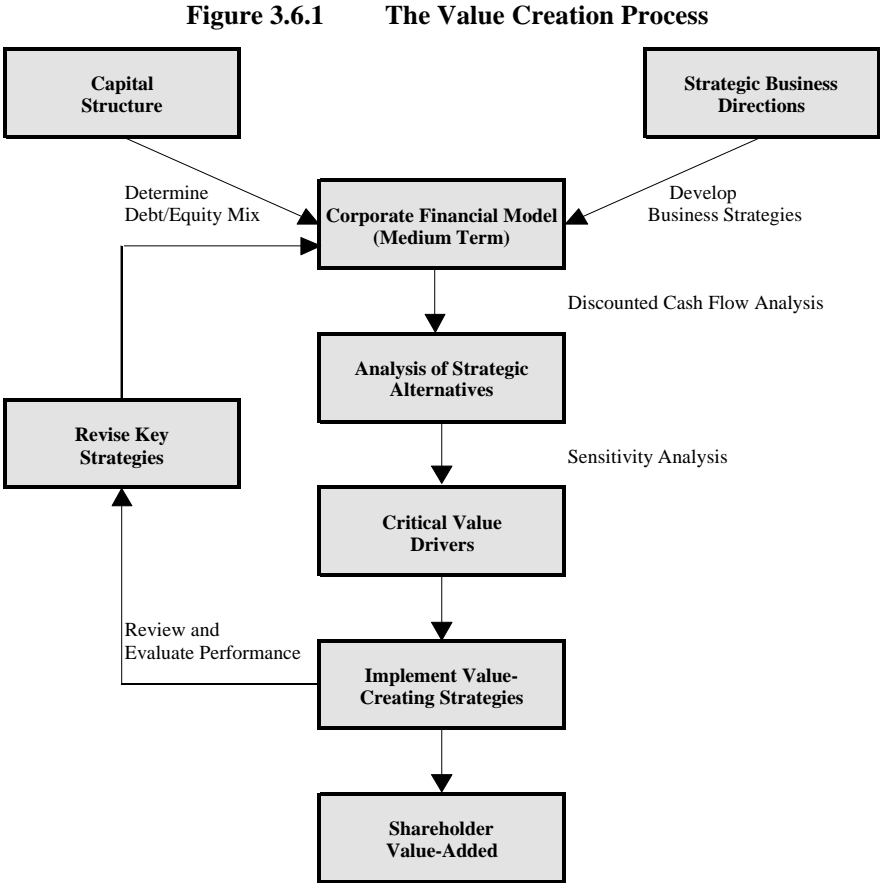 Figure 3.6.1 The Value Creation Process
Capital
Structure
Strategic Business
Directions
Determine
Debt/Equity Mix
Develop
Business Strategies
Corporate Financial Model
(Medium Term)
Discounted Cash Flow Analysis
Analysis of Strategic
Alternatives
Revise Key
Strategies
Sensitivity Analysis
Critical Value
Drivers
Review and
Evaluate Performance
Implement Value-
Creating Strategies
Shareholder
Value-Added